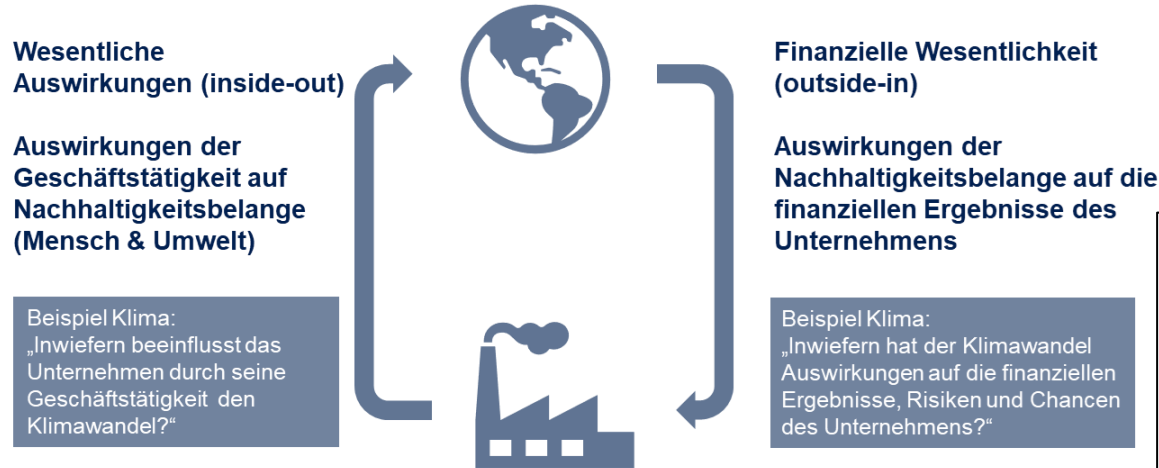 Wesentliche
Auswirkungen (inside-out)
Auswirkungen der
Geschäftstätigkeit auf
Nachhaltigkeitsbelange
(Mensch & Umwelt)
Beispiel Klima:
„Inwiefern beeinflusst das
Unternehmen durch seine
Geschäftstätigkeit den
Klimawandel?“
Finanzielle Wesentlichkeit
(outside-in)
Auswirkungen der
Nachhaltigkeitsbelange auf die
finanziellen Ergebnisse des
Unternehmens
Beispiel Klima:
„Inwiefern hat der Klimawandel
Auswirkungen auf die finanziellen
Ergebnisse, Risiken und Chancen
des Unternehmens?“